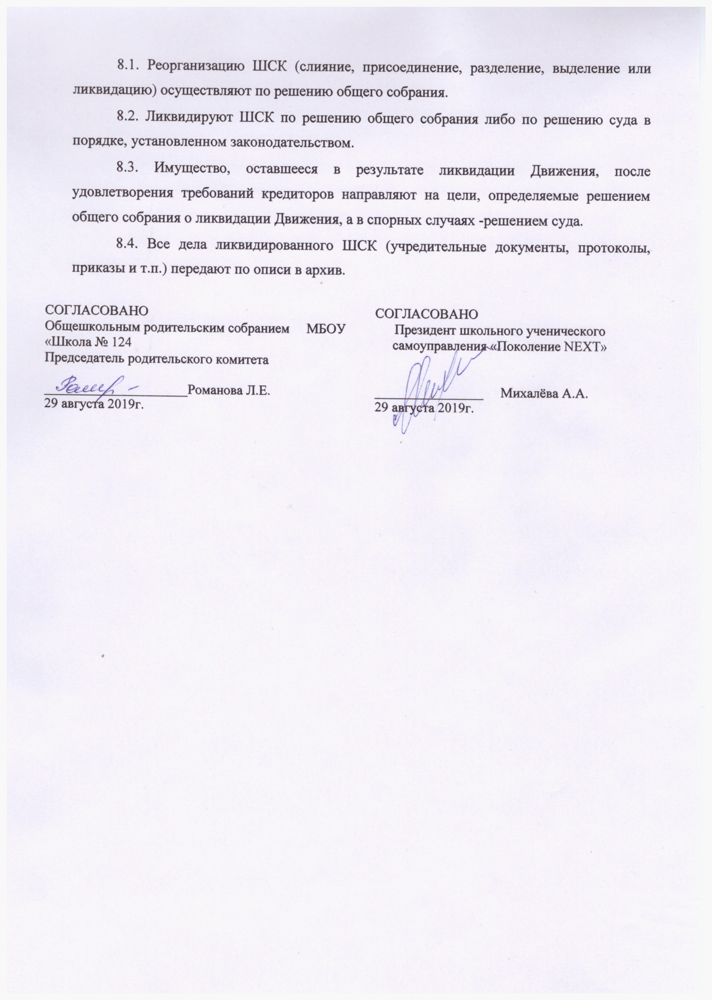 8.1. Реорганизацию ШСК (слияние, присоединение, разделение, выделение или
ликвидацию) осуществляют по решению общего собрания.
8.2. Ликвидируют ШСК по решению общего собрания либо по решению суда в
порядке, установленном законодательством.
8.3. Имущество, оставшееся в результате ликвидации Движения, после
удовлетворения требований кредиторов направляют на цели, определяемые решением
общего собрания о ликвидации Движения, а в спорных случаях -решением суда.
8.4. Все дела ликвидированного ШСК (учредительные документы, протоколы,
приказы и т.п.) передают по описи в архив.
СОГЛАСОВАНО
Общешкольным родительским собранием МБОУ
«Школа № 124
Председатель родительского комитета
Романова Л.Е.
29 августа 2019г.
СОГЛАСОВАНО
Президент школьного ученического
самоуправления «Поколение NEXT»
Михалёва А.А.
29 августа 2019г.